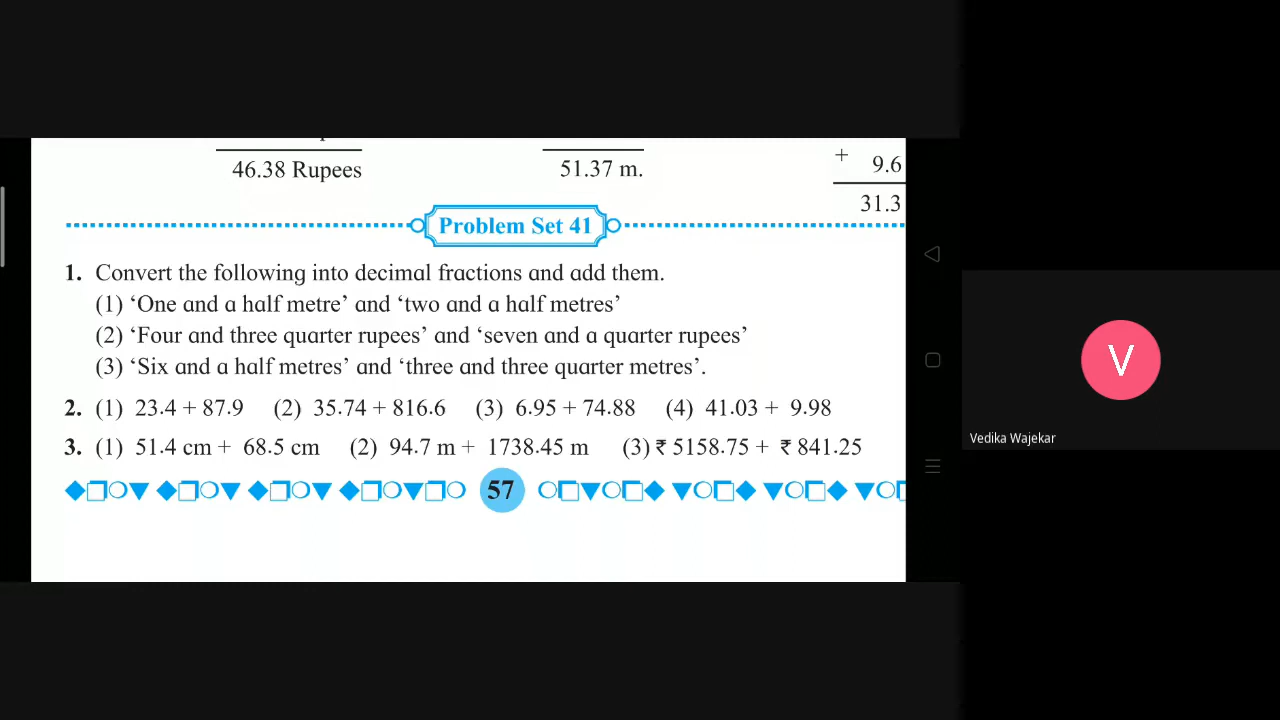 46.38 Rupees
51.37 m.
+ 9.6
31.3
Problem Set 41
1. Convert the following into decimal fractions and add them.
(1) ‘One and a half metre’ and ‘two and a half metres’
(2) ‘Four and three quarter rupees’ and ‘seven and a quarter rupees’
(3) ‘Six and a half metres’ and ‘three and three quarter metres’.
2. (1) 23.4 + 87.9 (2) 35.74 + 816.6 (3) 6.95 + 74.88 (4) 41.03 + 9.98
3. (1) 51.4 cm + 68.5 cm (2) 94.7 m + 1738.45 m (3) ₹ 5158.75 + ₹ 841.25
57
V
Vedika Wajekar